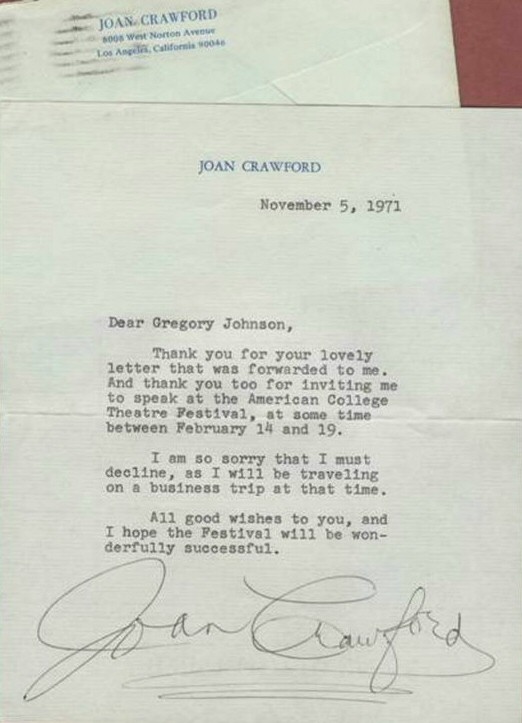 JOAN CRAWFORD
8008 West Norton Avenue
Los Angeles, California 90046
JOAN CRAWFORD
November 5, 1971
Dear Gregory Johnson,
Thank you for your lovely
letter that was forwarded to me.
And thank you too for inviting me
to speak at the American College
Theatre Festival, at some time
between February 14 and 19.
I am so sorry that I must
decline, as I will be traveling
on a business trip at that time.
All good wishes to you, and
I hope the Festival will be won-
derfully successful.
Joan Crawford